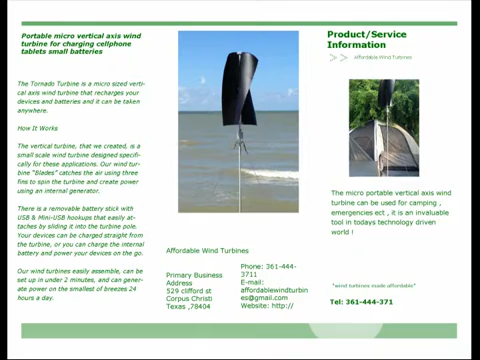 Portable micro vertical axis wind
turbine for charging cellphone
tablets small batteries
The Tornado Turbine is a micro sized verti-
cal axis wind turbine that recharges your
devices and batteries and it can be taken
anywhere.
How It Works
The vertical turbine, that we created, is a
small scale wind turbine designed specifi-
cally for these applications. Our wind tur-
bine “Blades” catches the air using three
fins to spin the turbine and create power
using an internal generator.
There is a removable battery stick with
USB & Mini-USB hookups that easily at-
taches by sliding it into the turbine pole.
Your devices can be charged straight from
the turbine, or you can charge the internal
battery and power your devices on the go.
Our wind turbines easily assemble, can be
set up in under 2 minutes, and can gener-
ate power on the smallest of breezes 24
hours a day.
Affordable Wind Turbines
Primary Business
Address
529 clifford st
Corpus Christi
Texas ,78404
Phone: 361-444-
3711
E-mail:
affordablewindturbin
es@gmail.com
Website: http://
Product/Service
Information
Affordable Wind Turbines
The micro portable vertical axis wind
turbine can be used for camping ,
emergencies ect , it is an invaluable
tool in todays technology driven
world !
"wind turbines made affordable"
Tel: 361-444-371